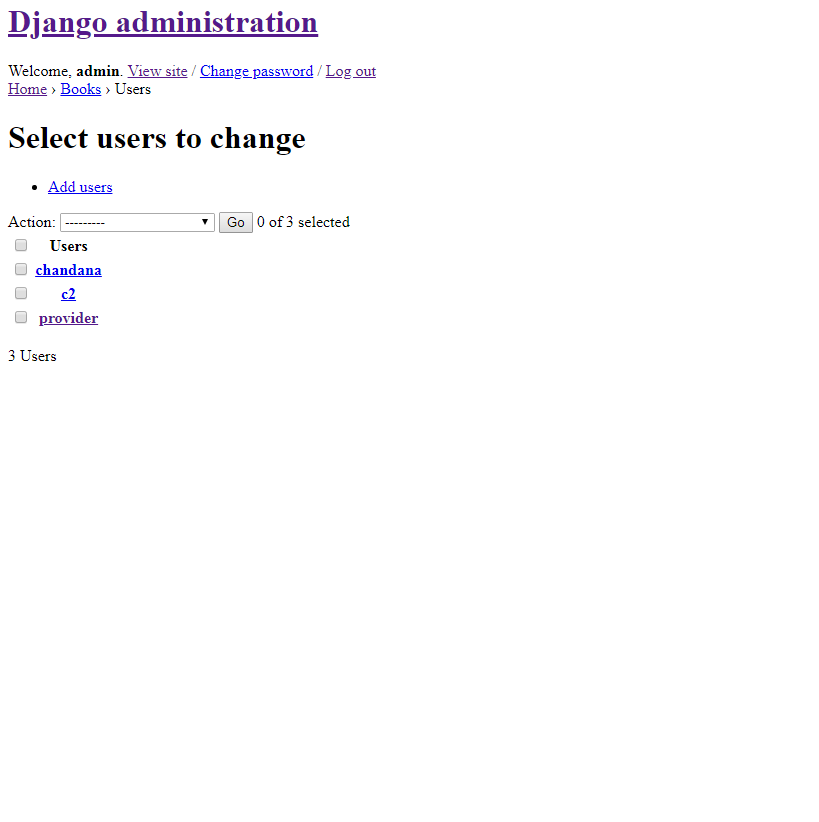 Django administration
Welcome, admin. View site / Change password / Log out
Home › Books › Users
Select users to change
Add users
Action: --------- Go 0 of 3 selected
Users
chandana
c2
provider
3 Users